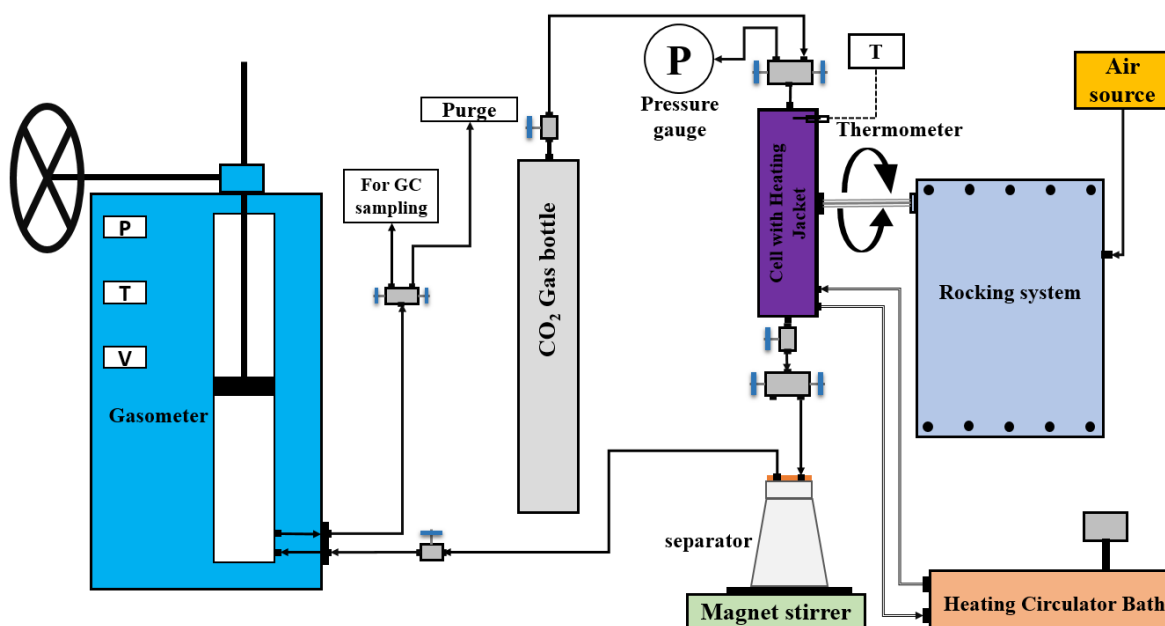 P
T
V
Gasometer
For GC
sampling
Purge
CO₂ Gas bottle
P
Pressure
gauge
T
Thermometer
Cell with Heating
Jacket
Air
source
Rocking system
separator
Magnet stirrer
Heating Circulator Bath